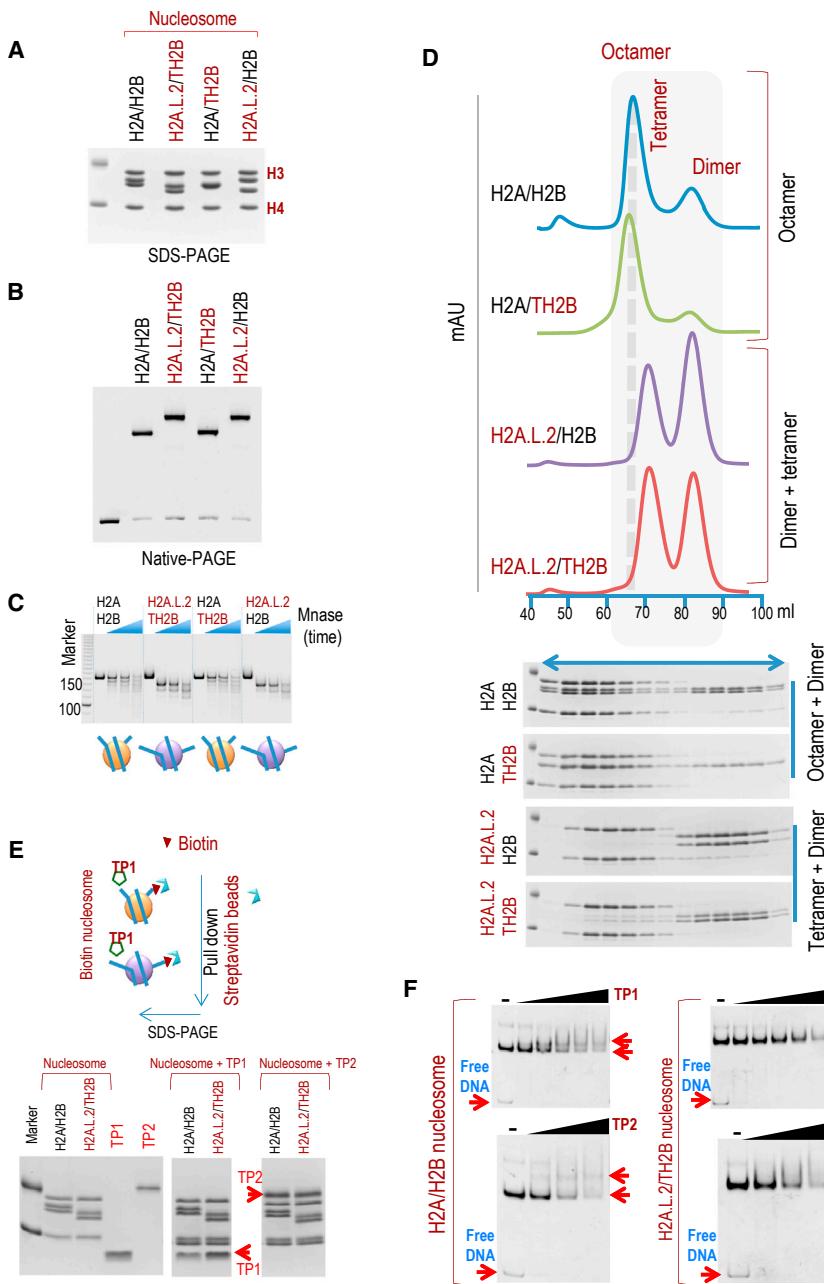 A
Nucleosome
H2A/H2B
H2A.L.2/TH2B
H2A/TH2B
H2A.L.2/H2B
H3
H4
SDS-PAGE
B
H2A/H2B
H2A.L.2/TH2B
H2A/TH2B
H2A.L.2/H2B
Native-PAGE
C
Marker
H2A
H2B
H2A.L.2
TH2B
H2A
TH2B
H2A.L.2
H2B
Mnase
(time)
150
100
D
Octamer
Tetramer
Dimer
mAU
H2A/H2B
H2A/TH2B
H2A.L.2/H2B
H2A.L.2/TH2B
Octamer
Dimer + tetramer
40 50 60 70 80 90 100 ml
H2A
H2B
H2A
TH2B
H2A.L.2
H2B
H2A.L.2
TH2B
Octamer + Dimer
Tetramer + Dimer
E
Biotin
Biotin nucleosome
TP1
TP1
Pull down
Streptavidin beads
SDS-PAGE
Nucleosome
Nucleosome + TP1
Nucleosome + TP2
Marker
H2A/H2B
H2A.L.2/TH2B
TP1
TP2
H2A/H2B
H2A.L.2/TH2B
H2A/H2B
H2A.L.2/TH2B
TP2
TP1
F
H2A/H2B nucleosome
-
TP1
Free
DNA
-
TP2
Free
DNA
H2A.L.2/TH2B nucleosome
-
Free
DNA
-
Free
DNA